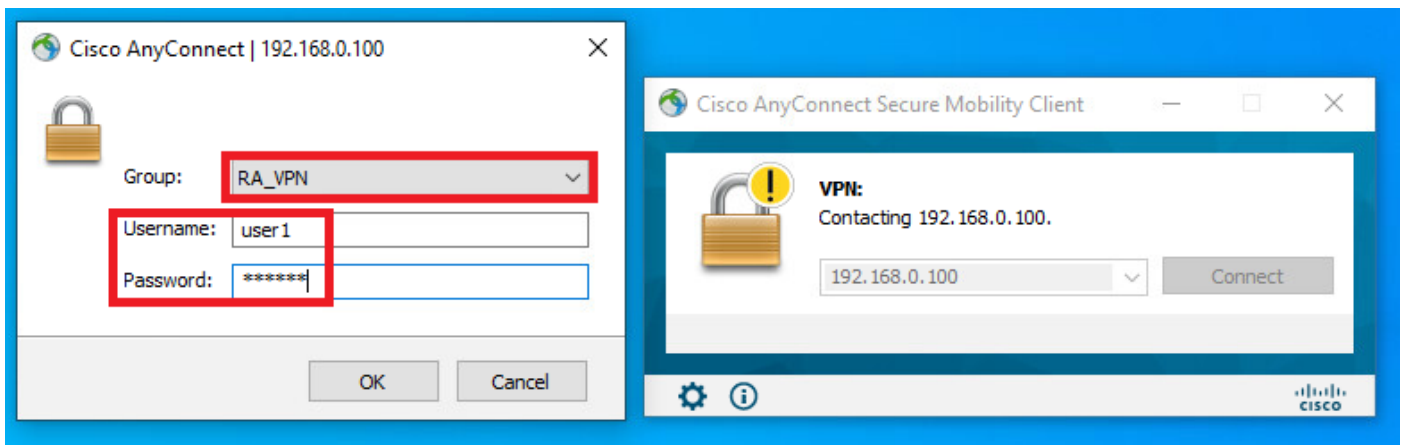 Cisco AnyConnect | 192.168.0.100
Group: RA_VPN
Username: user1
Password: ******
OK Cancel
Cisco AnyConnect Secure Mobility Client
VPN:
Contacting 192.168.0.100.
192.168.0.100 Connect
CISCO